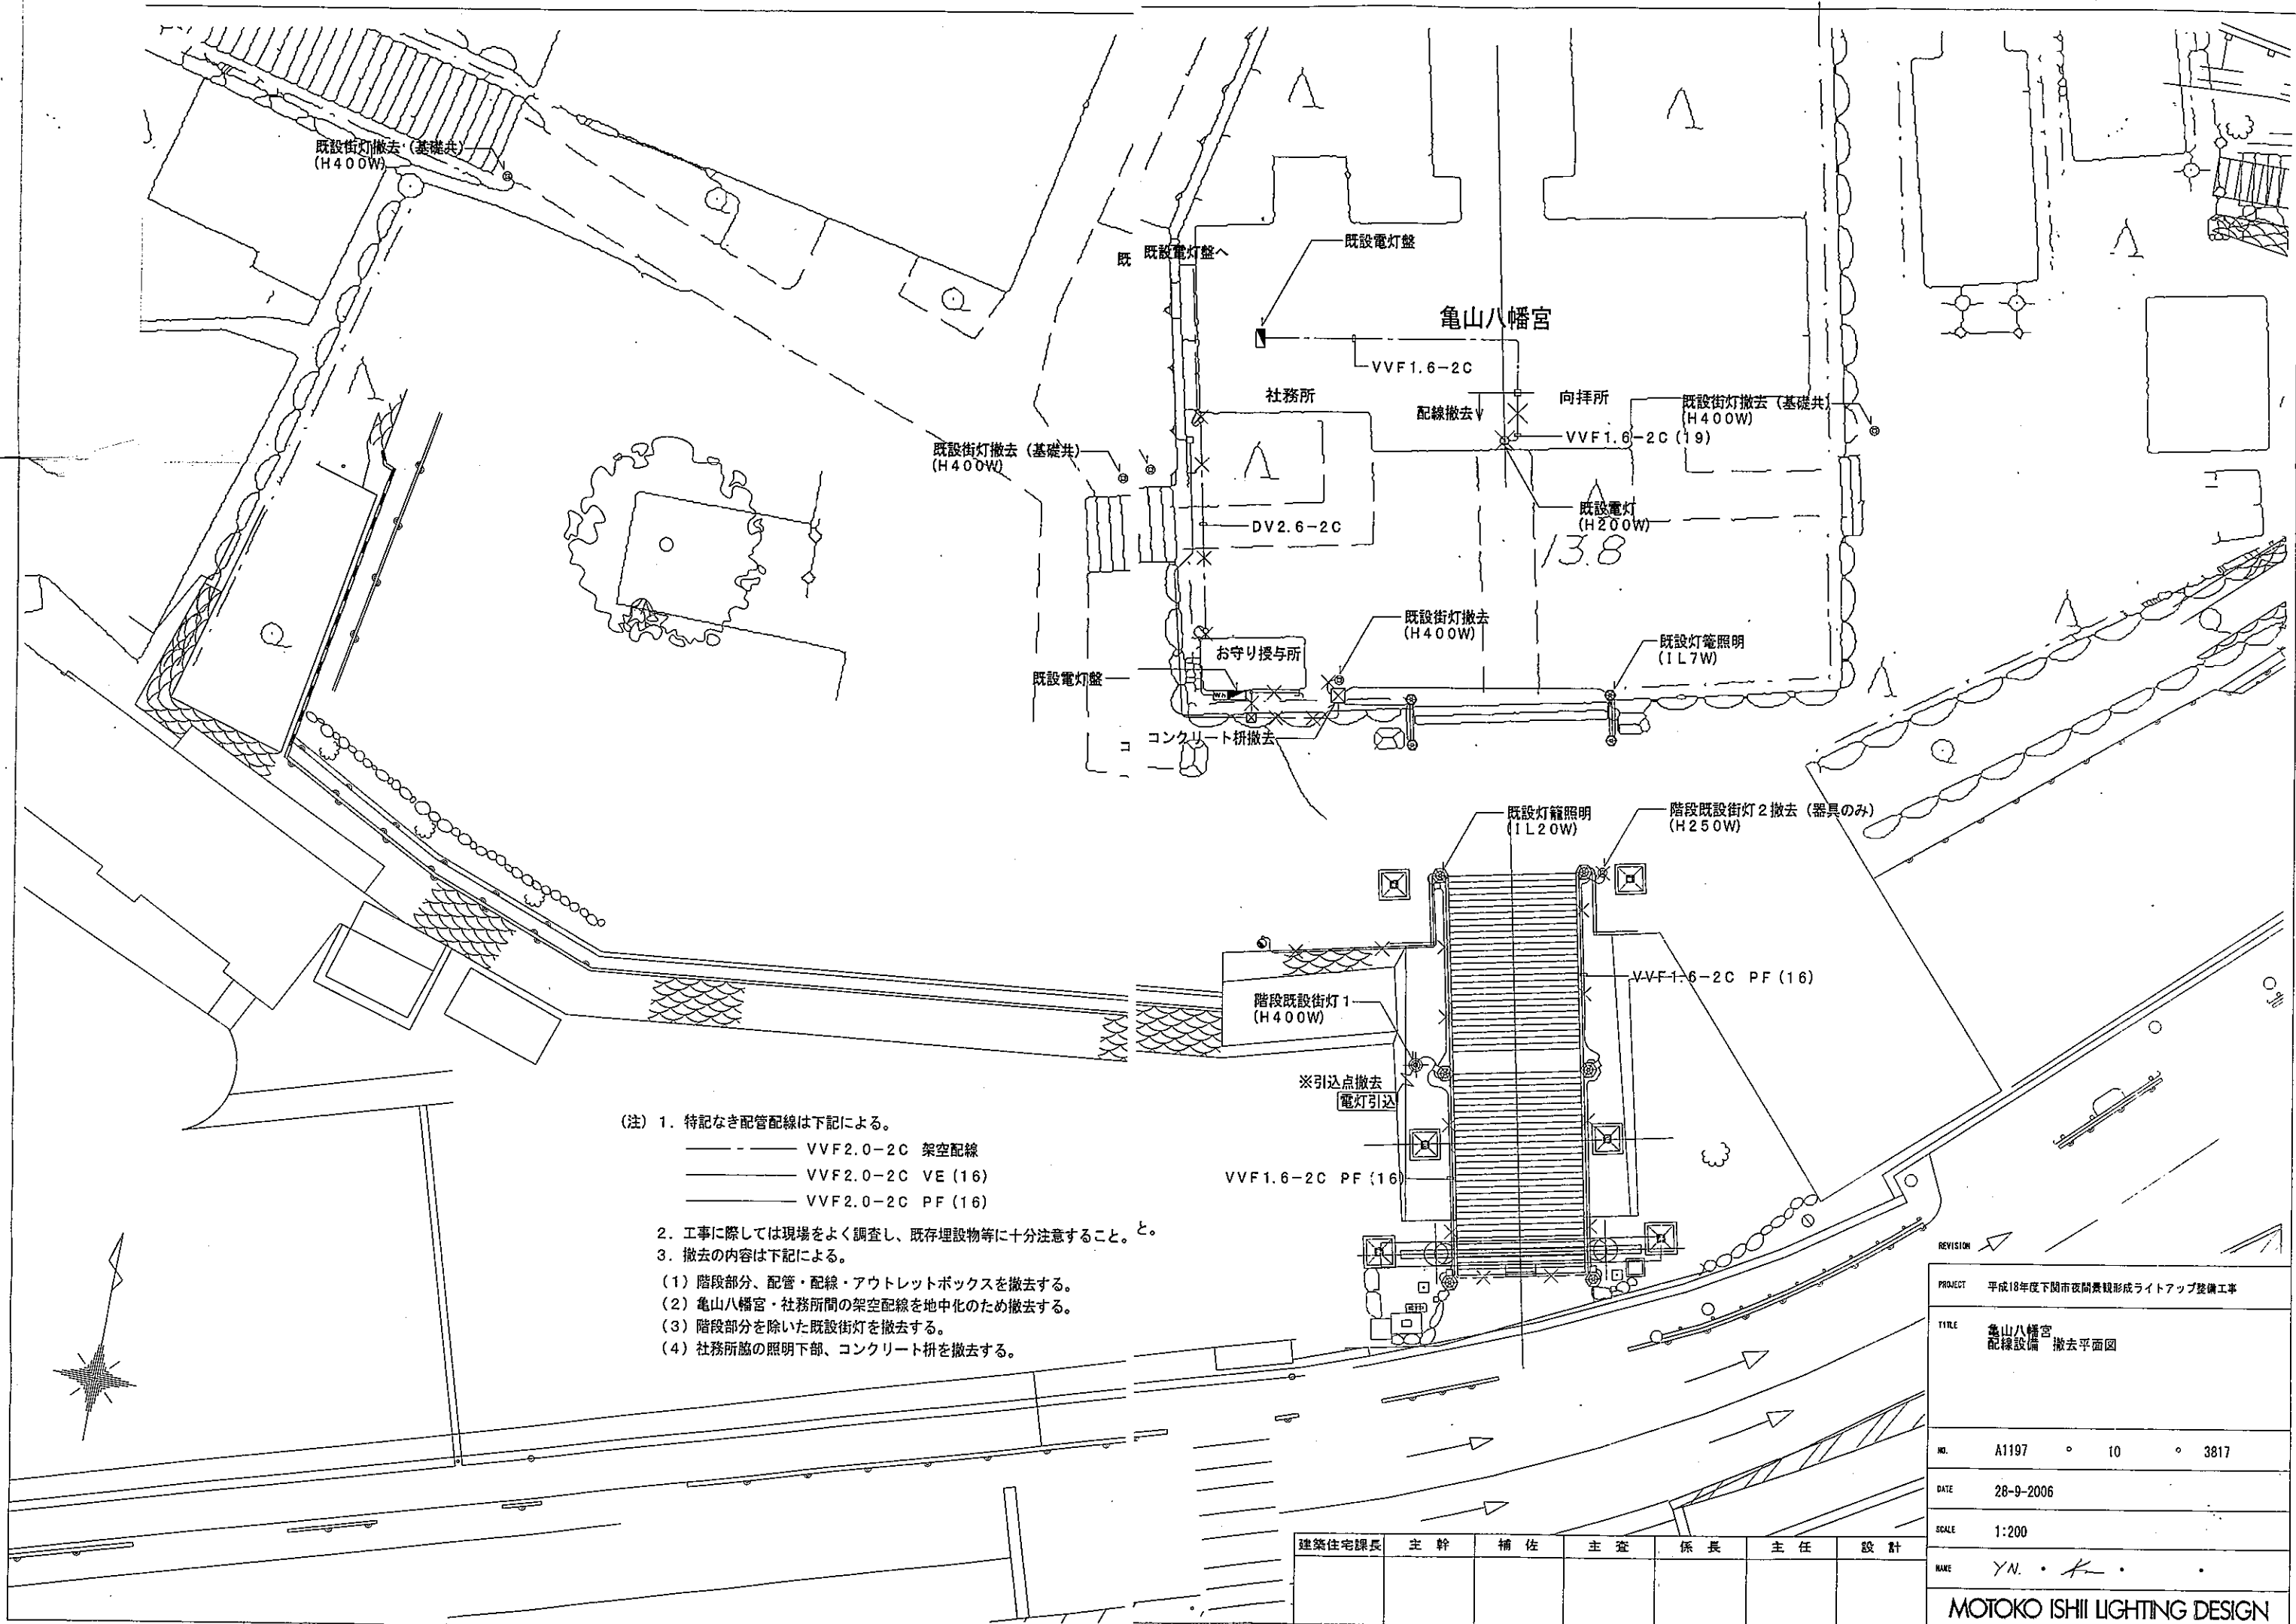 既設街灯撤去（基礎共）
(H400W)
既
既設電灯盤へ
既設電灯盤
亀山八幡宮
VVF1.6-2C
社務所
配線撤去
向拝所
既設街灯撤去（基礎共）
(H400W)
VVF1.6-2C(19)
既設街灯撤去（基礎共）
(H400W)
DV2.6-2C
既設電灯
(H200W)
13.8
既設街灯撤去
(H400W)
既設灯篭照明
(IL7W)
お守り授与所
既設電灯盤
Wh
コ
コンクリート枡撤去
既設灯籠照明
(IL20W)
階段既設街灯2撤去（器具のみ）
(H250W)
VVF1.6-2C PF(16)
階段既設街灯1
(H400W)
※引込点撤去
電灯引込
VVF1.6-2C PF(16)
(注) 1. 特記なき配管配線は下記による。
VVF2.0-2C 架空配線
VVF2.0-2C VE(16)
VVF2.0-2C PF(16)
2. 工事に際しては現場をよく調査し、既存埋設物等に十分注意すること。と。
3. 撤去の内容は下記による。
(1) 階段部分、配管・配線・アウトレットボックスを撤去する。
(2) 亀山八幡宮・社務所間の架空配線を地中化のため撤去する。
(3) 階段部分を除いた既設街灯を撤去する。
(4) 社務所脇の照明下部、コンクリート枡を撤去する。
REVISION
PROJECT 平成18年度下関市夜間景観形成ライトアップ整備工事
TITLE 亀山八幡宮
配線設備 撤去平面図
NO. A1197 10 3817
DATE 28-9-2006
SCALE 1:200
NAME YN.
建築住宅課長 主幹 補佐 主査 係長 主任 設計
MOTOKO ISHII LIGHTING DESIGN